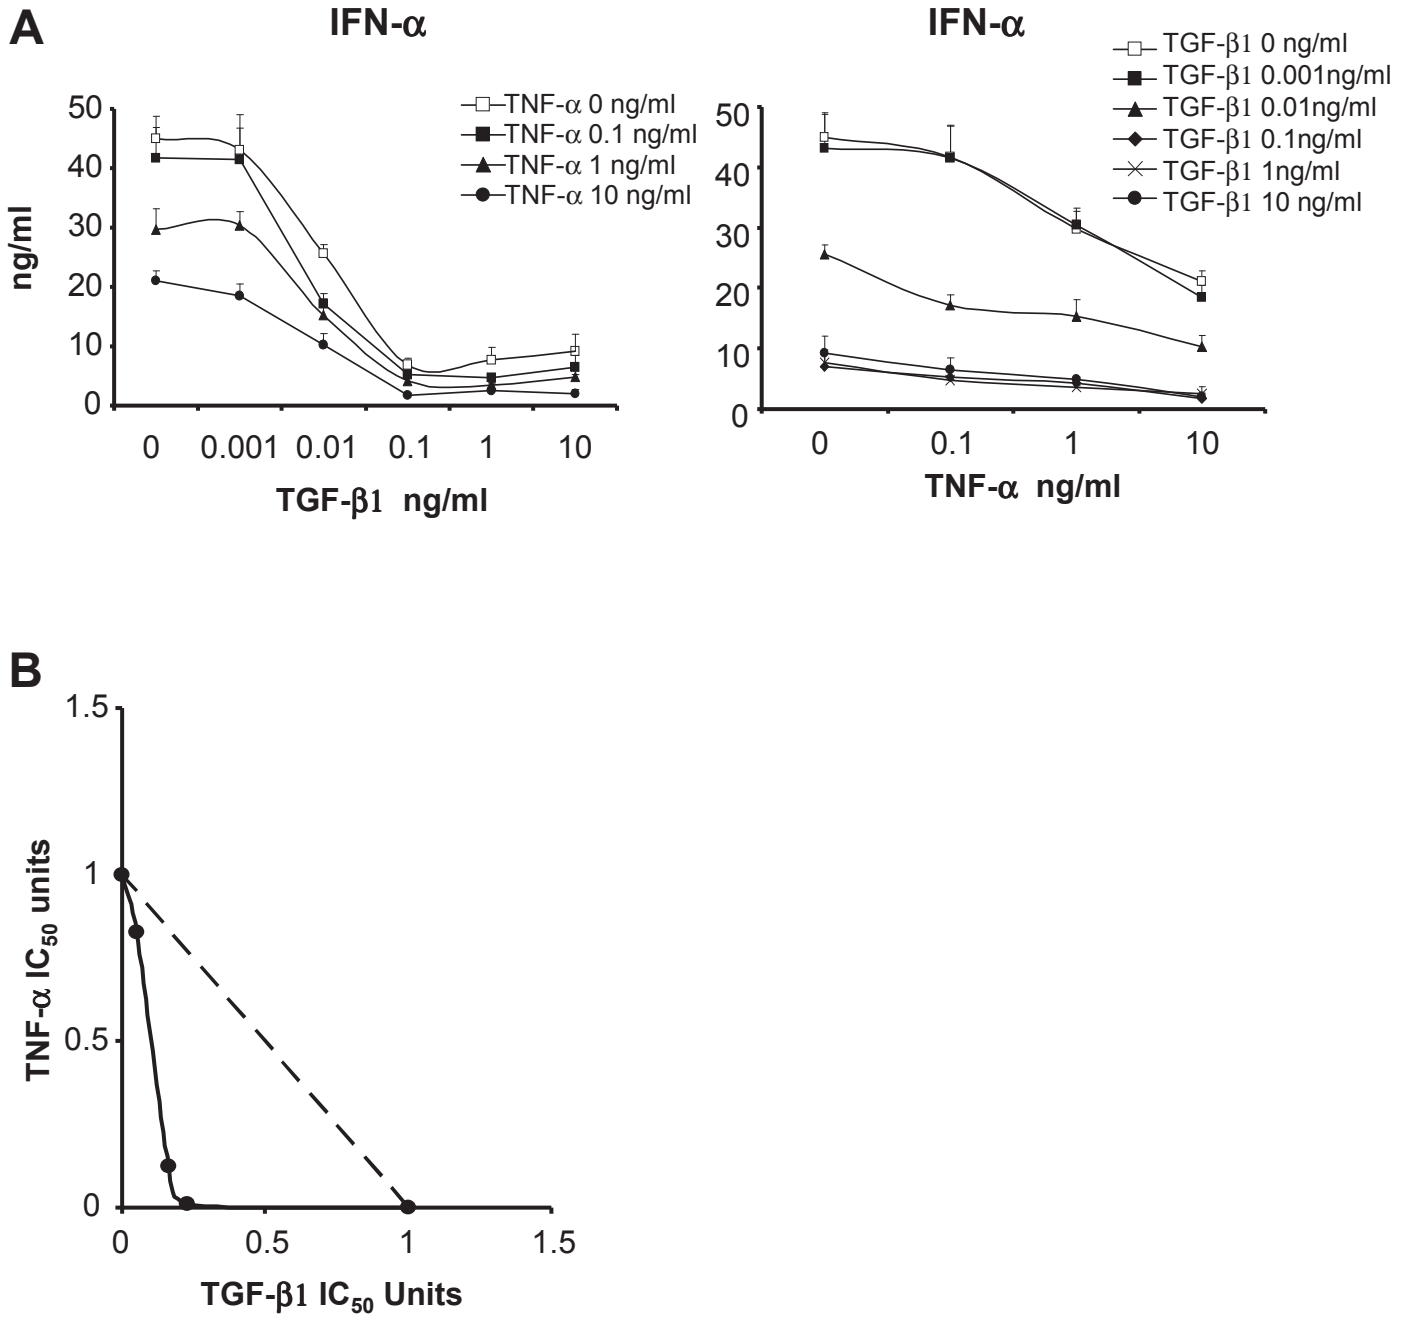 A
IFN-α
50
40
30
20
10
0
ng/ml
TNF-α 0 ng/ml
TNF-α 0.1 ng/ml
TNF-α 1 ng/ml
TNF-α 10 ng/ml
0 0.001 0.01 0.1 1 10
TGF-β1 ng/ml
IFN-α
50
40
30
20
10
0
TGF-β1 0 ng/ml
TGF-β1 0.001ng/ml
TGF-β1 0.01ng/ml
TGF-β1 0.1ng/ml
TGF-β1 1ng/ml
TGF-β1 10 ng/ml
0 0.1 1 10
TNF-α ng/ml
B
1.5
1
0.5
0
TNF-α IC50 units
0 0.5 1 1.5
TGF-β1 IC50 Units